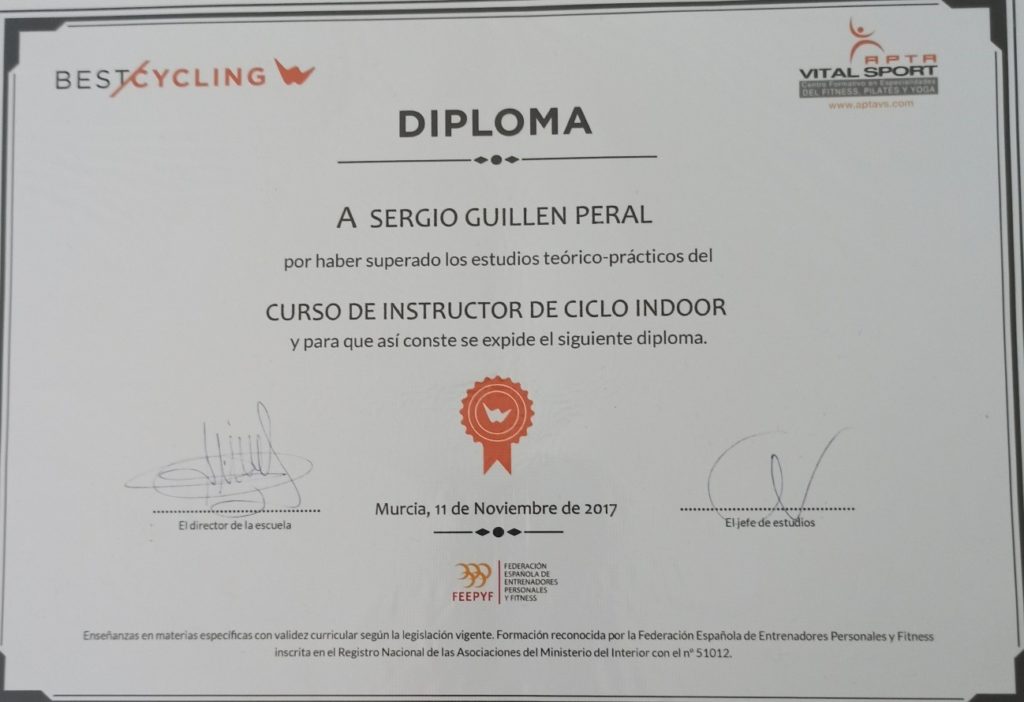 BESTCYCLING
APTA
VITAL SPORT
Centro Formativo en Especialidades
DEL FITNESS, PILATES Y YOGA
www.aptavs.com
DIPLOMA
A SERGIO GUILLEN PERAL
por haber superado los estudios teórico-prácticos del
CURSO DE INSTRUCTOR DE CICLO INDOOR
y para que así conste se expide el siguiente diploma.
El director de la escuela
Murcia, 11 de Noviembre de 2017
El jefe de estudios
FEEPYF
FEDERACIÓN
ESPAÑOLA DE
ENTRENADORES
PERSONALES
Y FITNESS
Enseñanzas en materias específicas con validez curricular según la legislación vigente. Formación reconocida por la Federación Española de Entrenadores Personales y Fitness
inscrita en el Registro Nacional de las Asociaciones del Ministerio del Interior con el nº 51012.